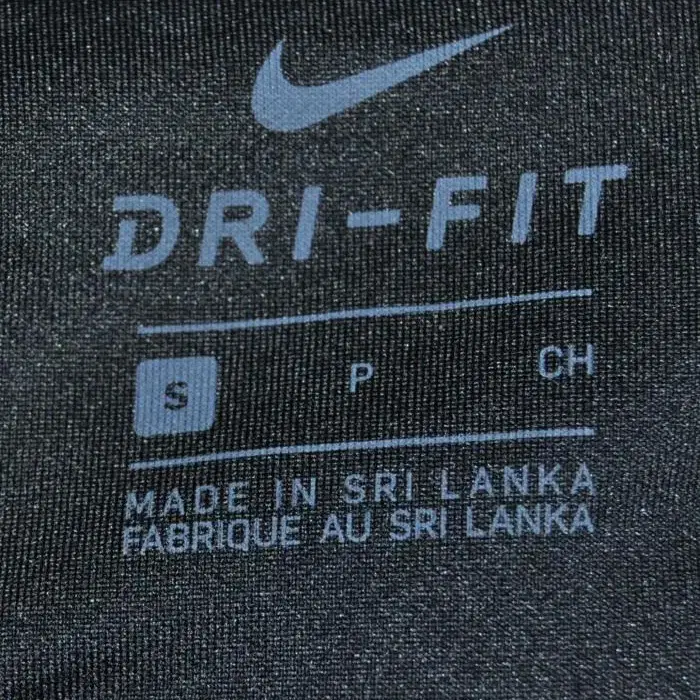 DRI-FIT
S P CH
MADE IN SRI LANKA
FABRIQUE AU SRI LANKA